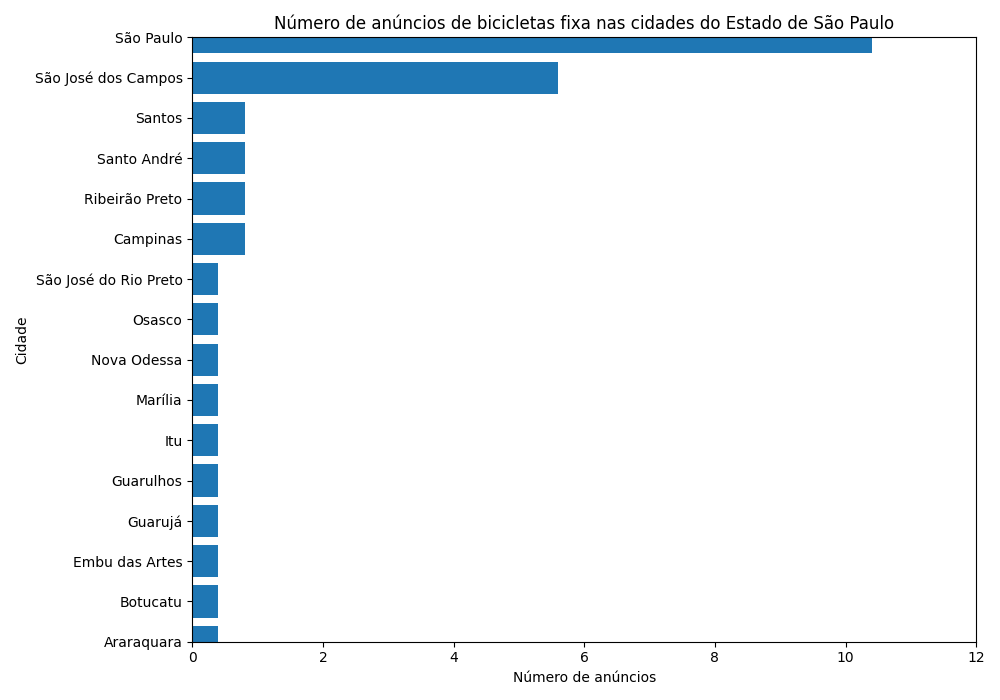 Número de anúncios de bicicletas fixa nas cidades do Estado de São Paulo
São Paulo
São José dos Campos
Santos
Santo André
Ribeirão Preto
Campinas
São José do Rio Preto
Osasco
Nova Odessa
Marília
Itu
Guarulhos
Guarujá
Embu das Artes
Botucatu
Araraquara
Cidade
0 2 4 6 8 10 12
Número de anúncios